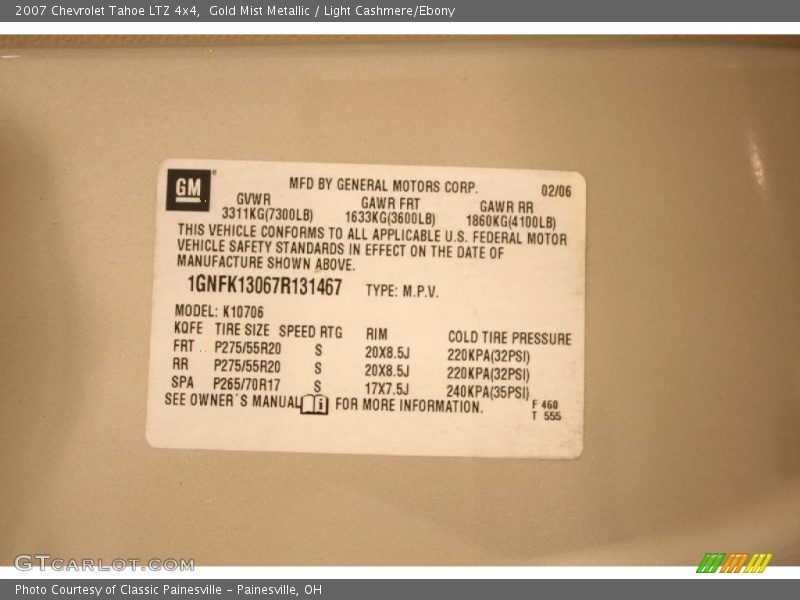 2007 Chevrolet Tahoe LTZ 4x4,  Gold Mist Metallic / Light Cashmere/Ebony
GM
MFD BY GENERAL MOTORS CORP. 02/06
GVWR GAWR FRT GAWR RR
3311KG(7300LB) 1633KG(3600LB) 1860KG(4100LB)
THIS VEHICLE CONFORMS TO ALL APPLICABLE U.S. FEDERAL MOTOR
VEHICLE SAFETY STANDARDS IN EFFECT ON THE DATE OF
MANUFACTURE SHOWN ABOVE.
1GNFK13067R131467 TYPE: M.P.V.
MODEL: K10706
KQFE TIRE SIZE SPEED RTG RIM COLD TIRE PRESSURE
FRT P275/55R20 S 20X8.5J 220KPA(32PSI)
RR P275/55R20 S 20X8.5J 220KPA(32PSI)
SPA P265/70R17 S 17X7.5J 240KPA(35PSI)
SEE OWNER'S MANUAL FOR MORE INFORMATION.
F 460
T 555
GTCARLOT.COM
Photo Courtesy of Classic Painesville – Painesville, OH